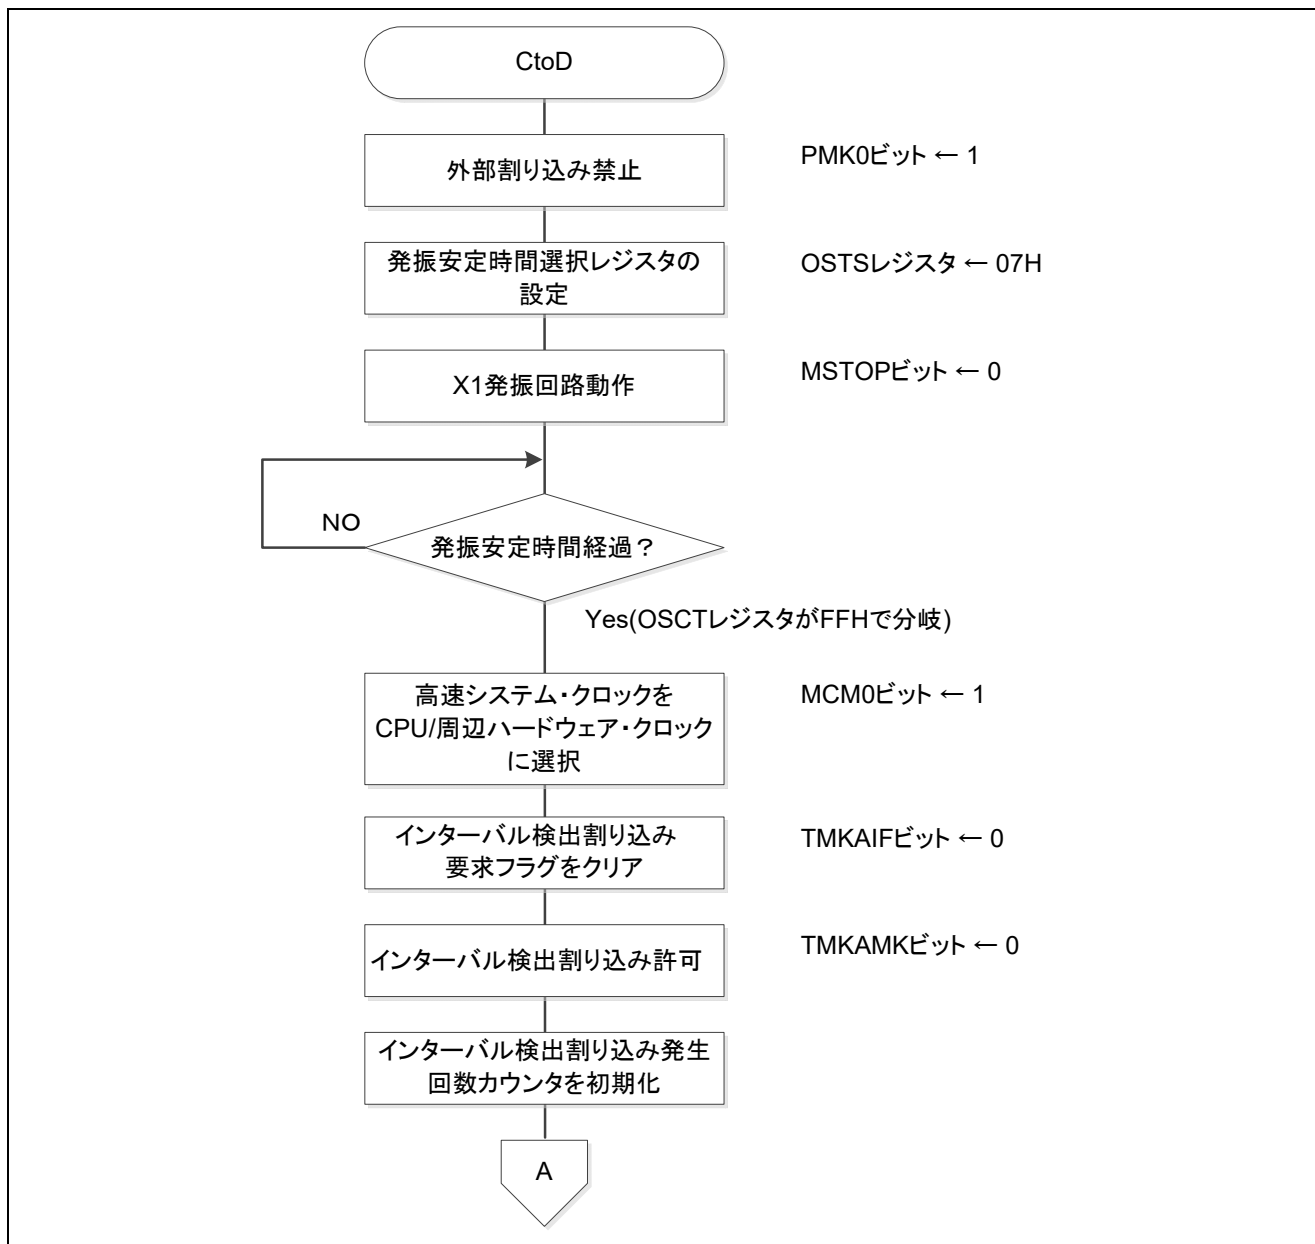 CtoD
外部割り込み禁止
PMK0ビット ← 1
発振安定時間選択レジスタの
設定
OSTSレジスタ ← 07H
X1発振回路動作
MSTOPビット ← 0
NO
発振安定時間経過？
Yes(OSCTレジスタがFFHで分岐)
高速システム・クロックを
CPU/周辺ハードウェア・クロック
に選択
MCM0ビット ← 1
インターバル検出割り込み
要求フラグをクリア
TMKAIFビット ← 0
インターバル検出割り込み許可
TMKAMKビット ← 0
インターバル検出割り込み発生
回数カウンタを初期化
A